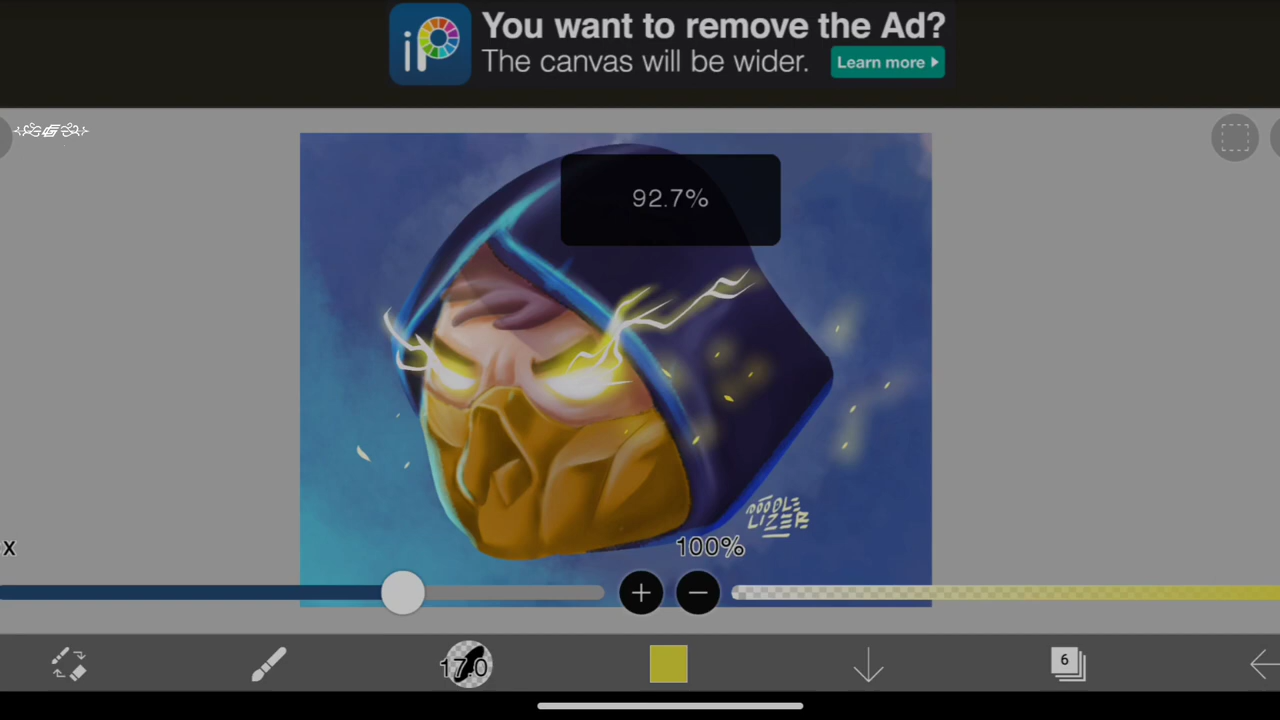 iP
You want to remove the Ad?
The canvas will be wider.
Learn more
92.7%
DOODLE
LIZER
100%
x
17.0
6